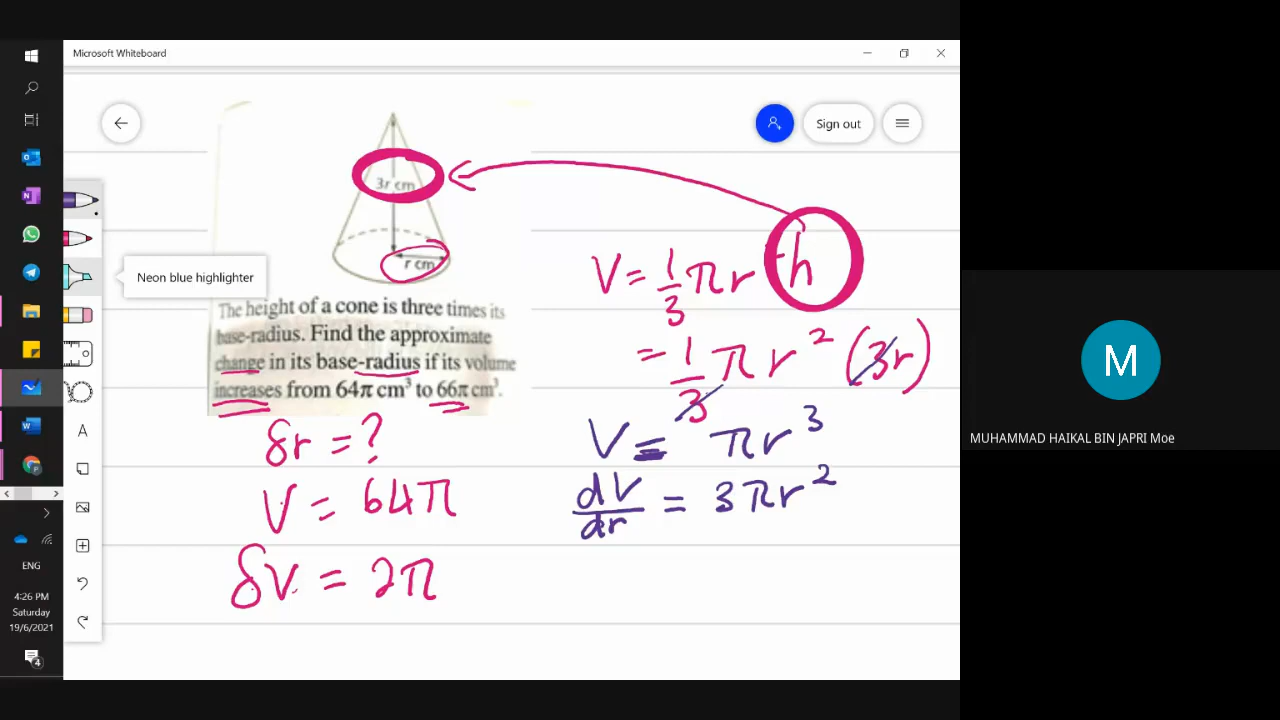 Microsoft Whiteboard
Sign out
3r cm
r cm
Neon blue highlighter
The height of a cone is three times its
base-radius. Find the approximate
change in its base-radius if its volume
increases from 64π cm³ to 66π cm³.
δr = ?
V = 64π
δV = 2π
V = 1/3 πr h
= 1/3 πr² (3r)
V = πr³
dV/dr = 3πr²
A
ENG
4:26 PM
Saturday
19/6/2021
4
M
MUHAMMAD HAIKAL BIN JAPRI Moe